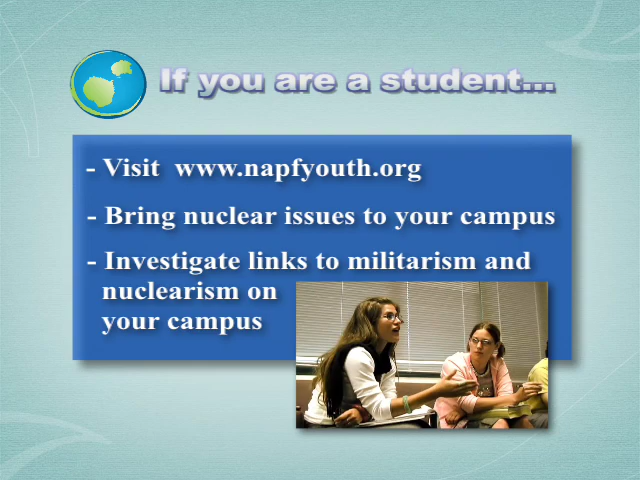 If you are a student...
- Visit www.napfyouth.org
- Bring nuclear issues to your campus
- Investigate links to militarism and
nuclearism on
your campus